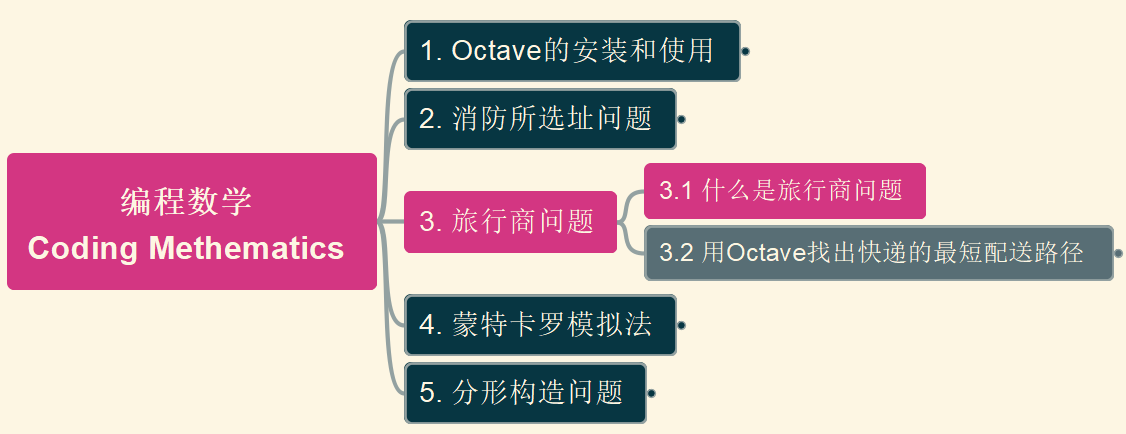 编程数学
Coding Methematics
1. Octave的安装和使用
2. 消防所选址问题
3. 旅行商问题
3.1 什么是旅行商问题
3.2 用Octave找出快递的最短配送路径
4. 蒙特卡罗模拟法
5. 分形构造问题